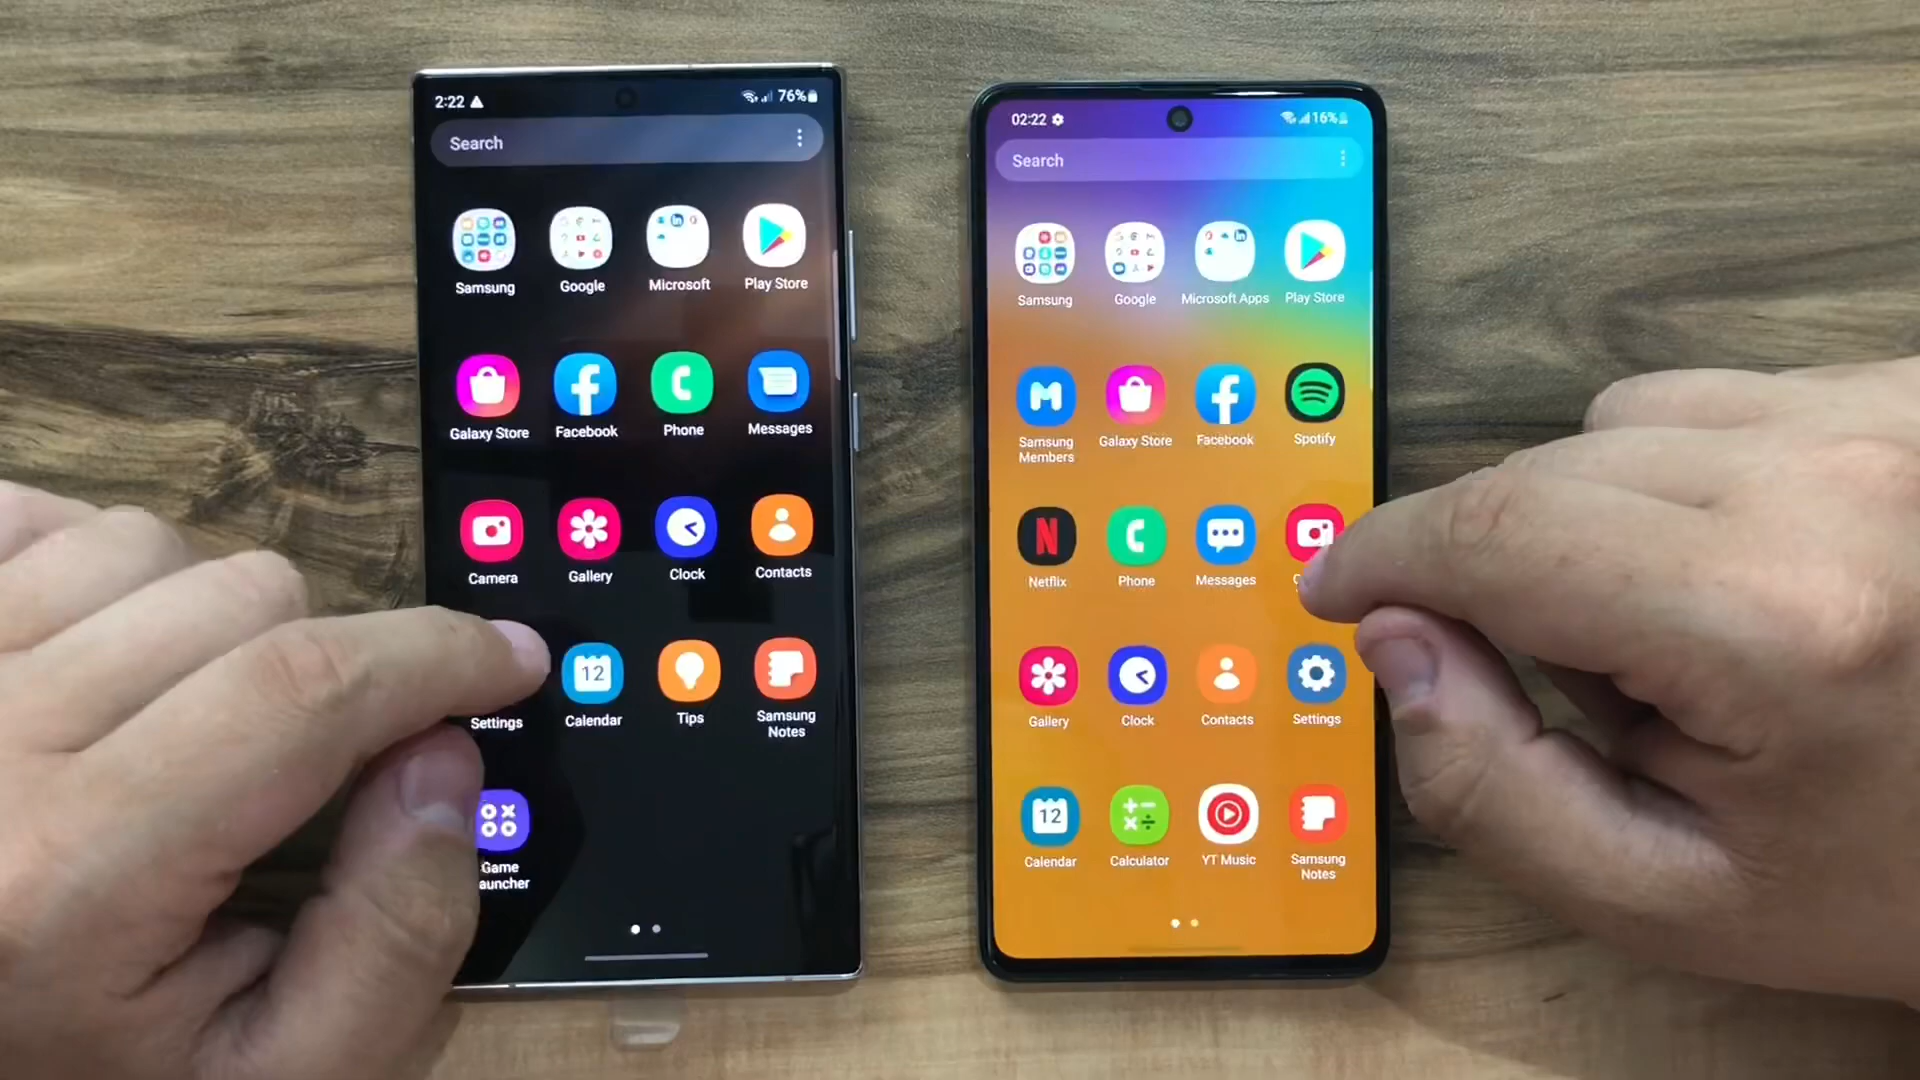 2:22
76%
Search
Samsung
Google
Microsoft
Play Store
Galaxy Store
Facebook
Phone
Messages
Camera
Gallery
Clock
Contacts
Settings
12
Calendar
Tips
Samsung
Notes
Game
auncher
02:22
16%
Search
Samsung
Google
Microsoft Apps
Play Store
Samsung
Members
Galaxy Store
Facebook
Spotify
N
Netflix
Phone
Messages
Gallery
Clock
Contacts
Settings
12
Calendar
Calculator
YT Music
Samsung
Notes